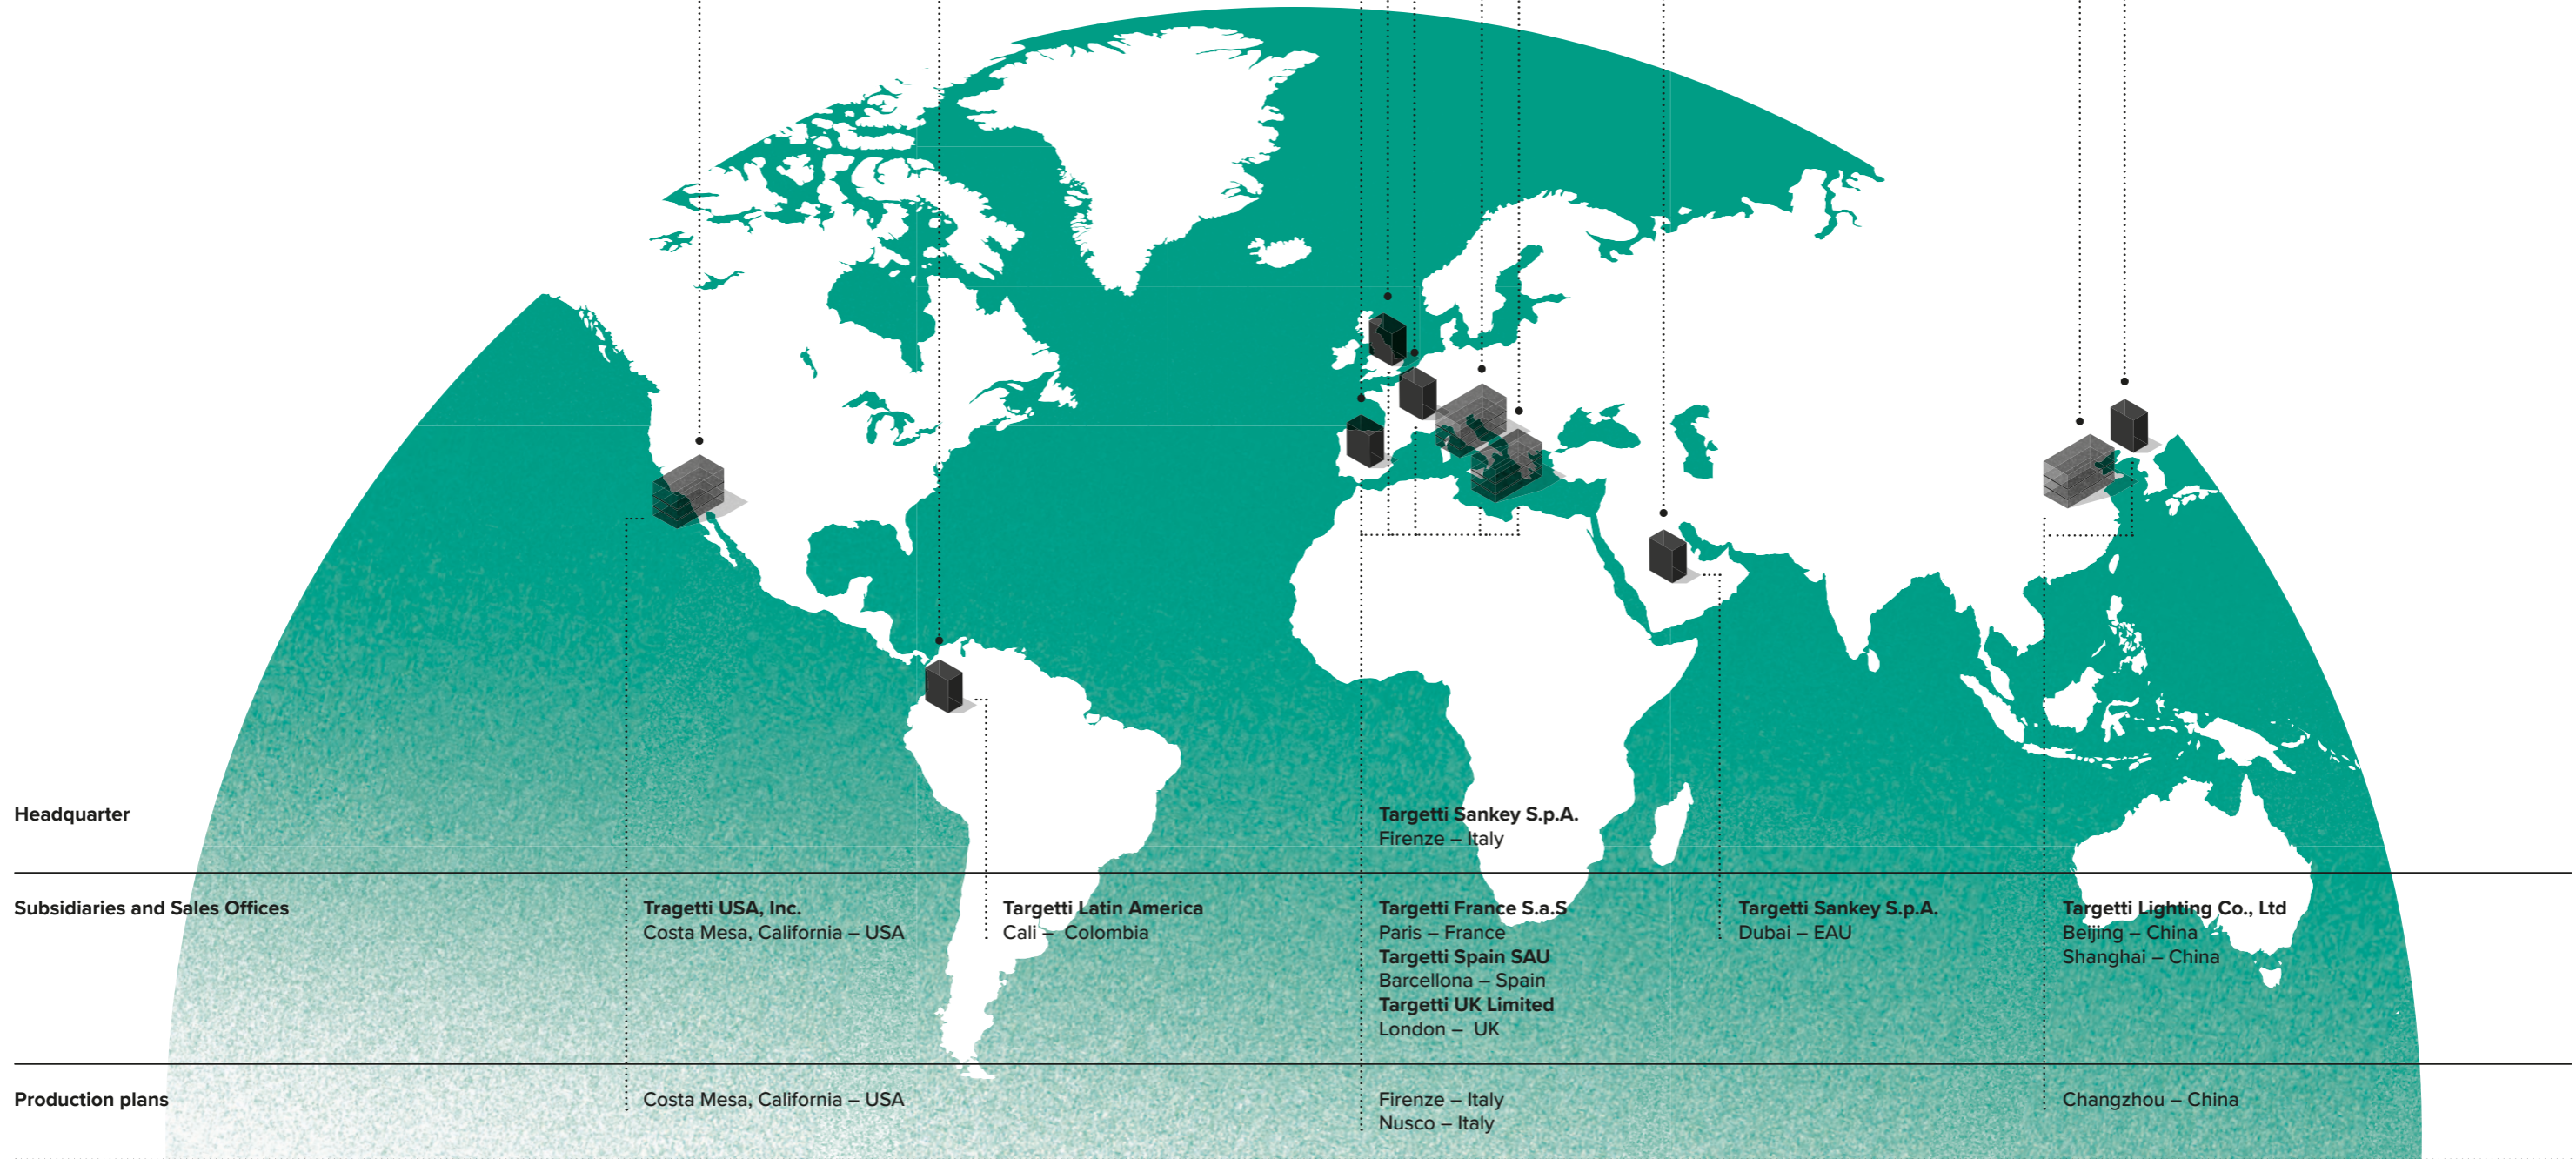 Headquarter
Targetti Sankey S.p.A.
Firenze – Italy
Subsidiaries and Sales Offices
Tragetti USA, Inc.
Costa Mesa, California – USA
Targetti Latin America
Cali – Colombia
Targetti France S.a.S
Paris – France
Targetti Spain SAU
Barcellona – Spain
Targetti UK Limited
London – UK
Targetti Sankey S.p.A.
Dubai – EAU
Targetti Lighting Co., Ltd
Beijing – China
Shanghai – China
Production plans
Costa Mesa, California – USA
Firenze – Italy
Nusco – Italy
Changzhou – China